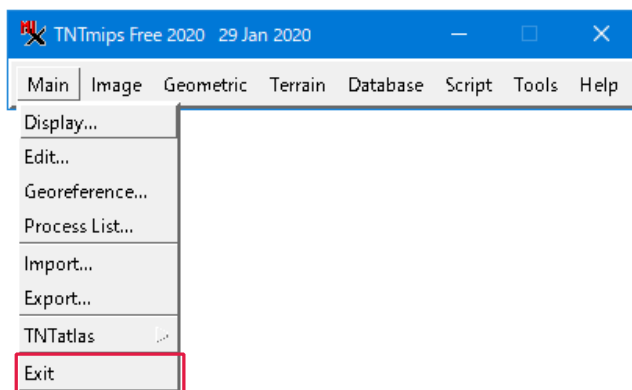 TNTmips Free 2020 29 Jan 2020
Main Image Geometric Terrain Database Script Tools Help
Display...
Edit...
Georeference...
Process List...
Import...
Export...
TNTatlas
Exit